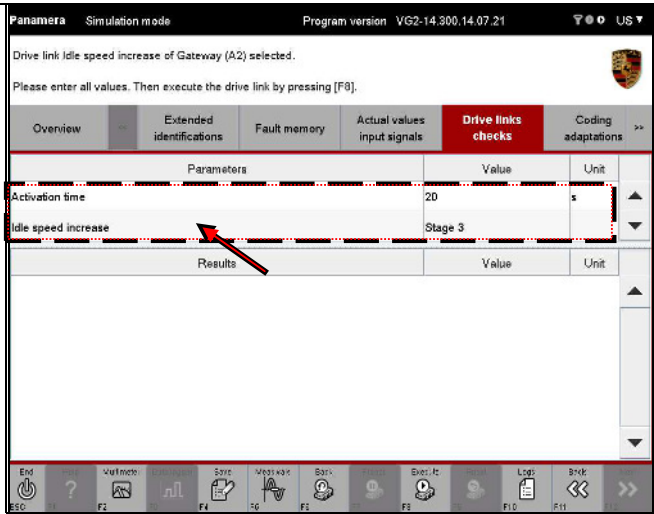 Panamera Simulation mode Program version VG2-14.300.14.07.21 US
Drive link Idle speed increase of Gateway (A2) selected.
Please enter all values. Then execute the drive link by pressing [F8].
Overview << Extended identifications Fault memory Actual values input signals Drive links checks Coding adaptations >>
Parameters Value Unit
Activation time 20 s
Idle speed increase Stage 3
Results Value Unit
End Multimeter Save Back Execute Logs Back
ESC F2 F4 F6 F8 F10 F11